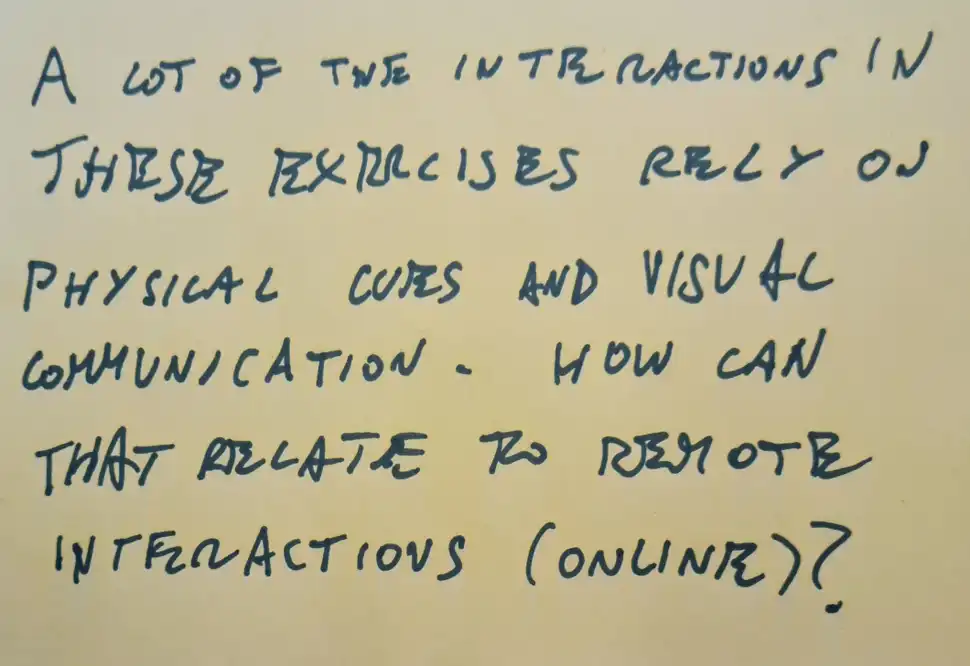 A LOT OF THE INTERACTIONS IN
THESE EXERCISES RELY ON
PHYSICAL CUES AND VISUAL
COMMUNICATION. HOW CAN
THAT RELATE TO REMOTE
INTERACTIONS (ONLINE)?